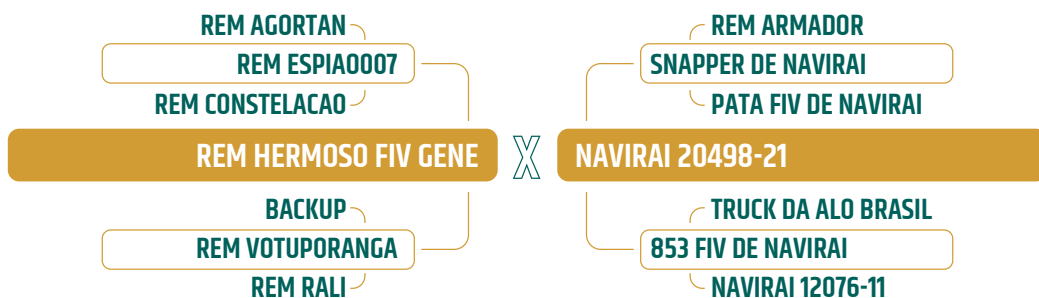 REM AGORTAN
REM ESPIAO007
REM CONSTELACAO
REM HERMOSO FIV GENE
BACKUP
REM VOTUPORANGA
REM RALI
X
REM ARMADOR
SNAPPER DE NAVIRAI
PATA FIV DE NAVIRAI
NAVIRAI 20498-21
TRUCK DA ALO BRASIL
853 FIV DE NAVIRAI
NAVIRAI 12076-11